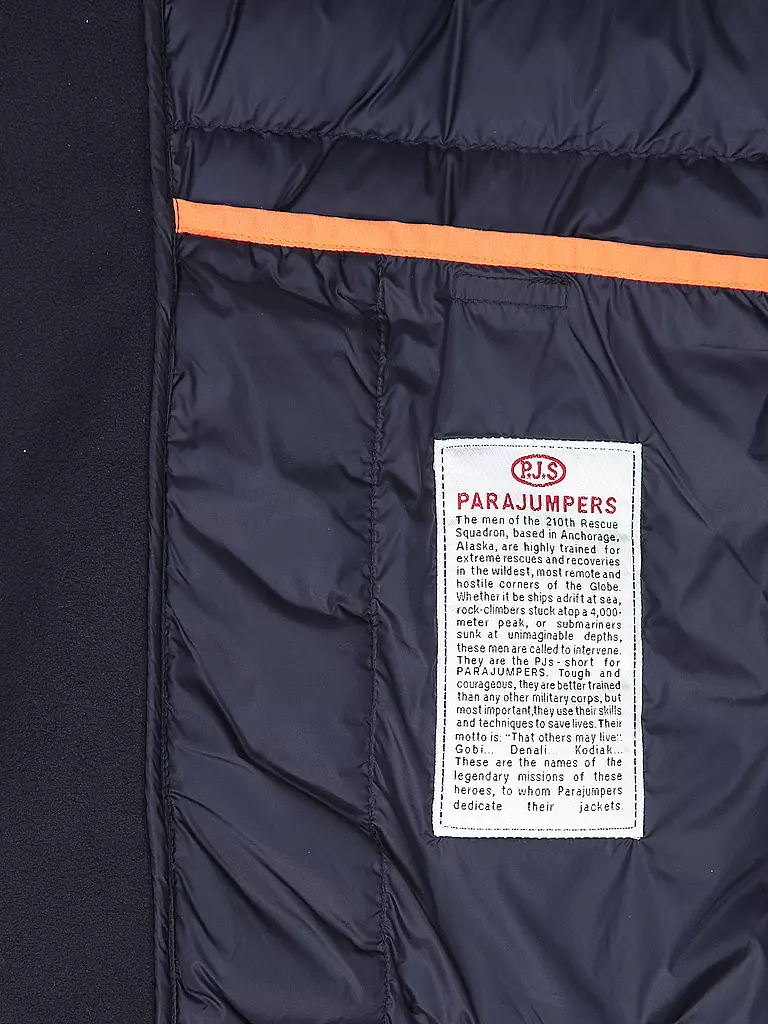 P.J.S
PARAJUMPERS
The men of the 210th Rescue
Squadron, based in Anchorage,
Alaska, are highly trained for
extreme rescues and recoveries
in the wildest, most remote and
hostile corners of the Globe.
Whether it be ships adrift at sea,
rock-climbers stuck atop a 4,000-
meter peak, or submariners
sunk at unimaginable depths,
these men are called to intervene.
They are the PJs - short for
PARAJUMPERS. Tough and
courageous, they are better trained
than any other military corps, but
most important,they use their skills
and techniques to save lives. Their
motto is: "That others may live":
Gobi... Denali... Kodiak...
These are the names of the
legendary missions of these
heroes, to whom Parajumpers
dedicate their jackets.